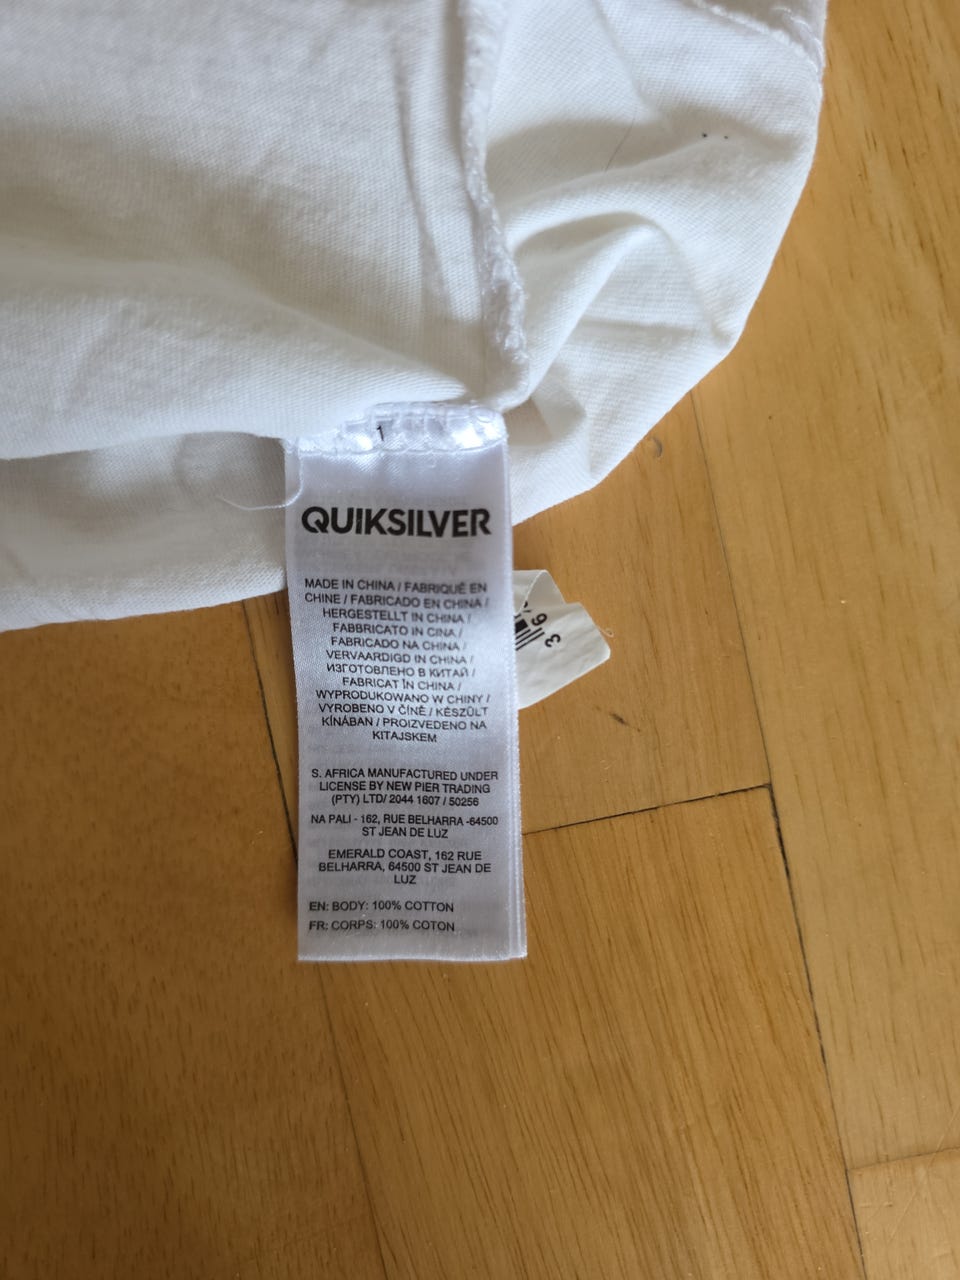 1
QUIKSILVER
MADE IN CHINA / FABRIQUÉ EN
CHINE / FABRICADO EN CHINA /
HERGESTELLT IN CHINA /
FABBRICATO IN CINA /
FABRICADO NA CHINA /
VERVAARDIGD IN CHINA /
ИЗГОТОВЛЕНО В КИТАЙ /
FABRICAT ÎN CHINA /
WYPRODUKOWANO W CHINY /
VYROBENO V ČÍNĚ / KÉSZÜLT
KÍNÁBAN / PROIZVEDENO NA
KITAJSKEM
S. AFRICA MANUFACTURED UNDER
LICENSE BY NEW PIER TRADING
(PTY) LTD/ 2044 1607 / 50256
NA PALI - 162, RUE BELHARRA -64500
ST JEAN DE LUZ
EMERALD COAST, 162 RUE
BELHARRA, 64500 ST JEAN DE
LUZ
EN: BODY: 100% COTTON
FR: CORPS: 100% COTON
3 6